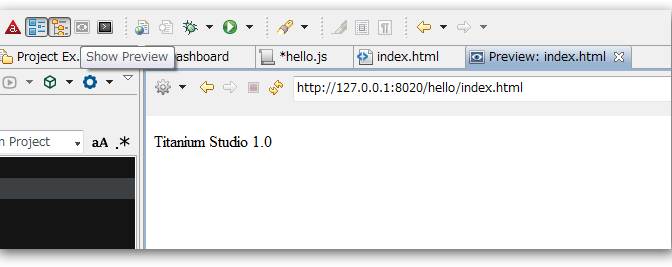 Project Ex.
Show Preview
ashboard
*hello.js
index.html
Preview: index.html
http://127.0.0.1:8020/hello/index.html
m Project
aA .*
Titanium Studio 1.0